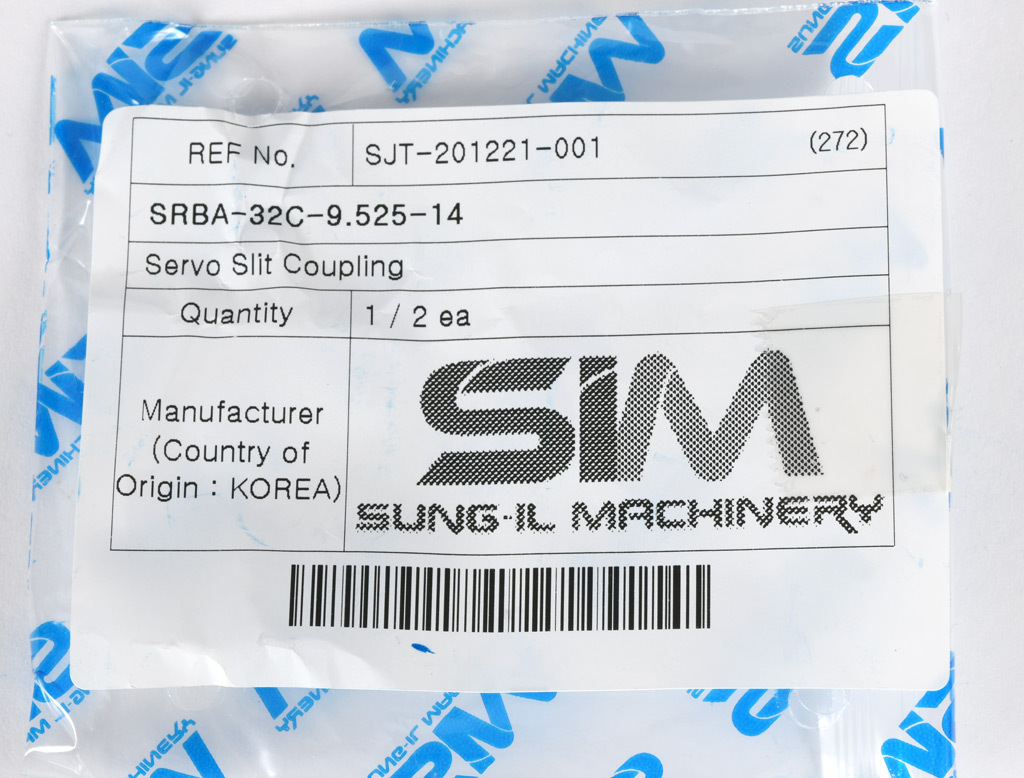 REF No. SJT-201221-001 (272)
SRBA-32C-9.525-14
Servo Slit Coupling
Quantity 1 / 2 ea
Manufacturer
(Country of
Origin : KOREA)
SIM
SUNG-IL MACHINERY